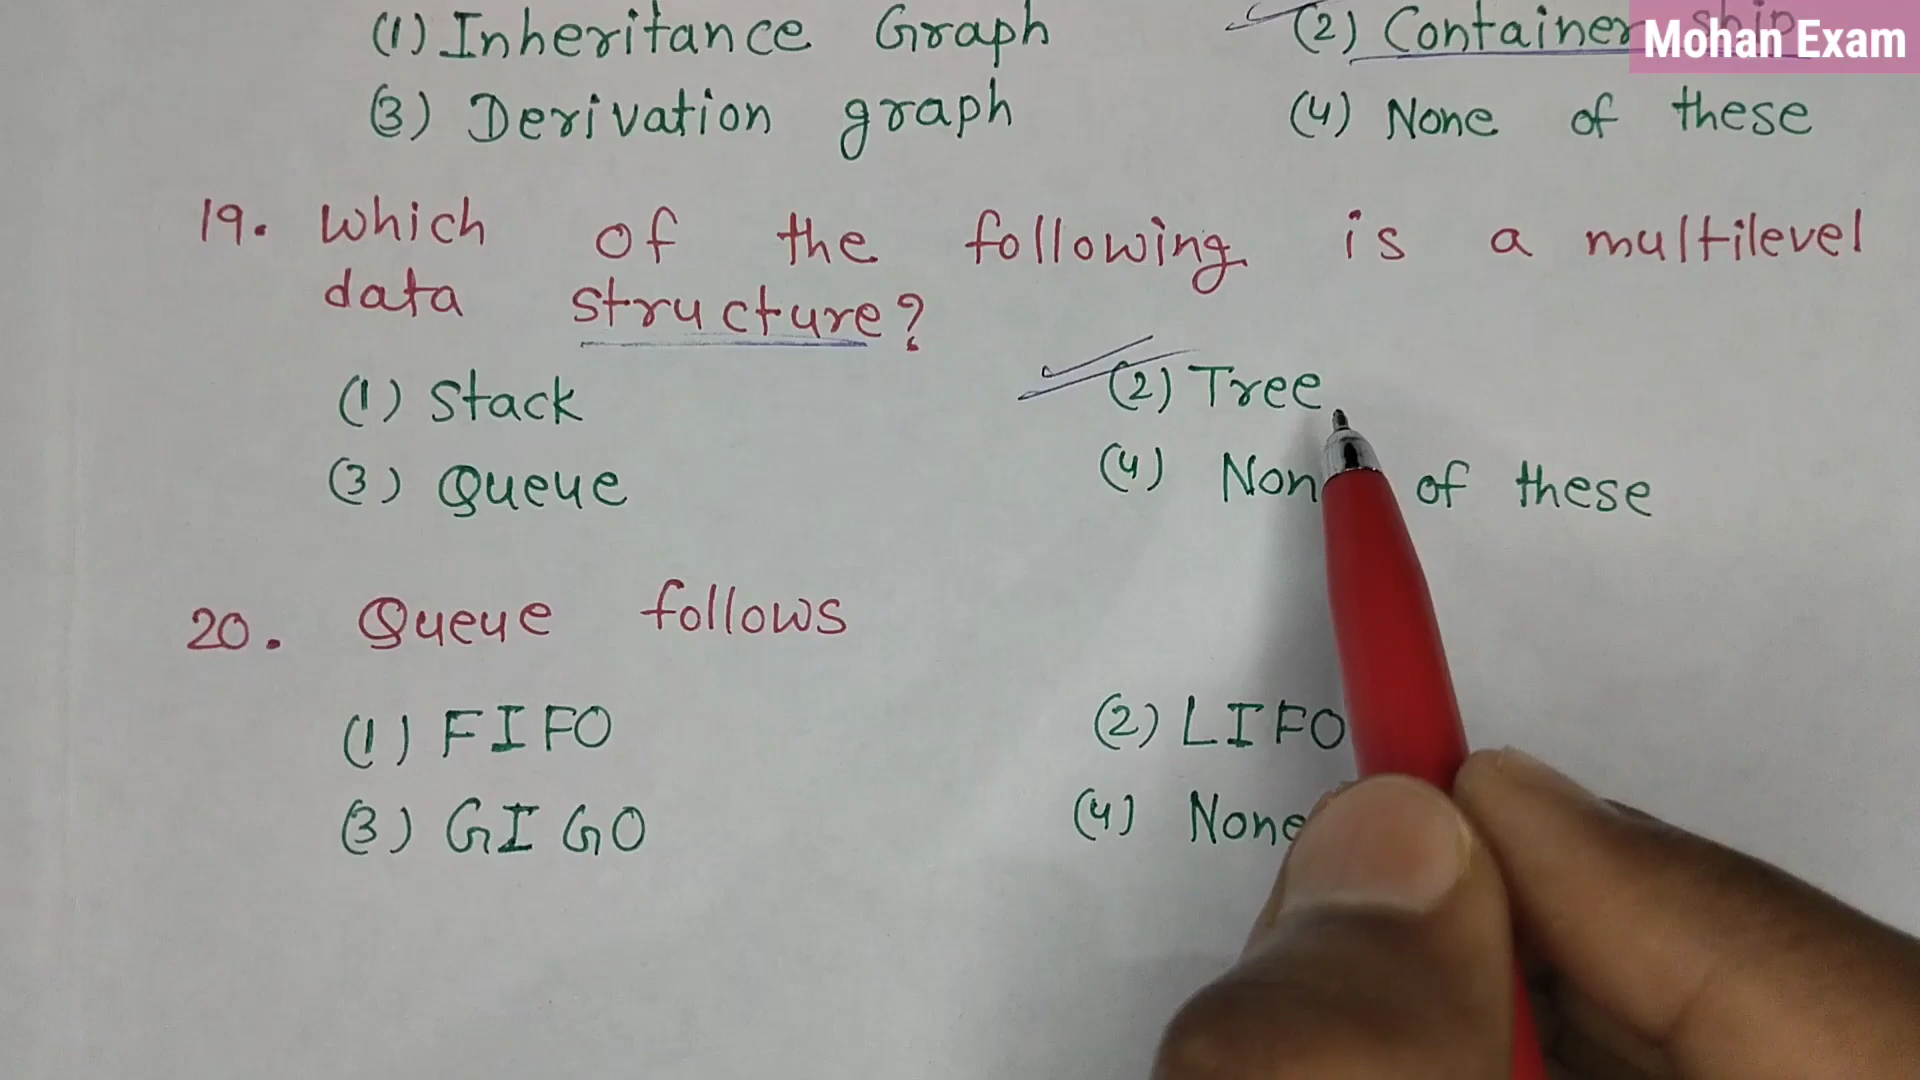 (1) Inheritance Graph (2) Container ship
Mohan Exam
(3) Derivation graph (4) None of these
19. Which of the following is a multilevel
data structure?
(1) Stack (2) Tree
(3) Queue (4) Non of these
20. Queue follows
(1) FIFO (2) LIFO
(3) GIGO (4) None